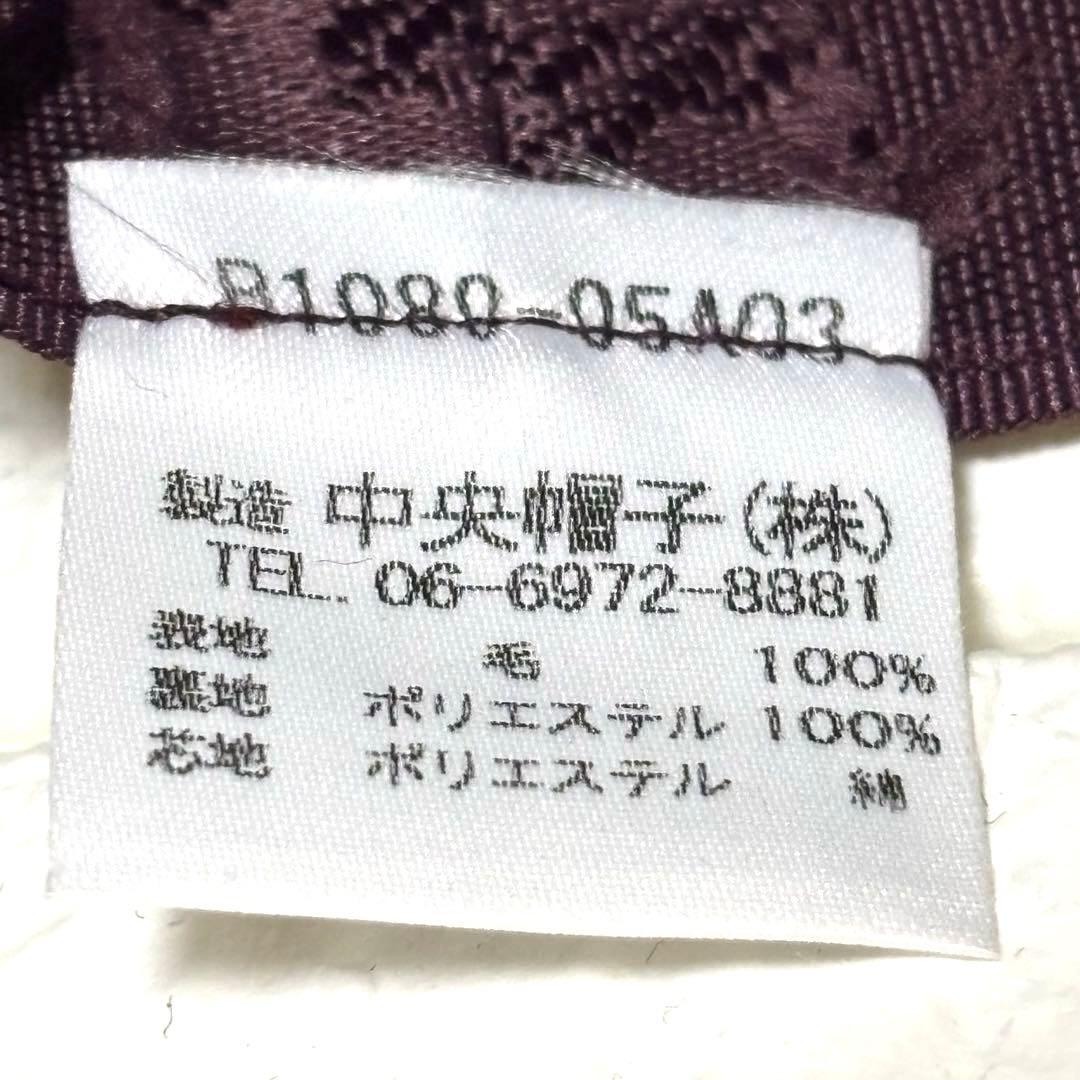 B1080-05403
製造 中央帽子(株)
TEL. 06-6972-8881
表地 毛 100%
裏地 ポリエステル 100%
芯地 ポリエステル 綿